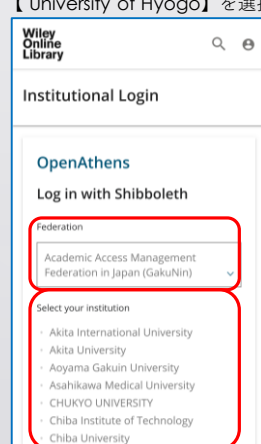 【 University of Hyogo】を選択
Wiley
Online
Library
Institutional Login
OpenAthens
Log in with Shibboleth
Federation
Academic Access Management
Federation in Japan (GakuNin)
Select your institution
Akita International University
Akita University
Aoyama Gakuin University
Asahikawa Medical University
CHUKYO UNIVERSITY
Chiba Institute of Technology
Chiba University